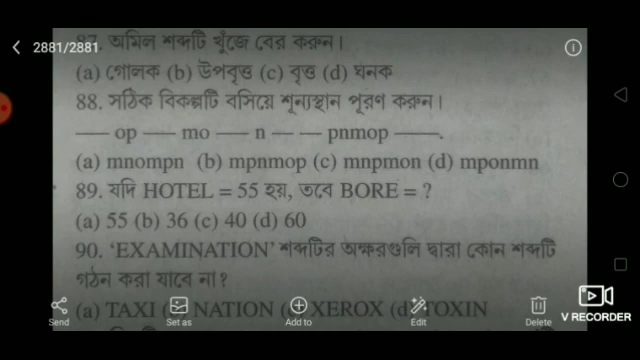 2881/2881
87. অমিল শব্দটি খুঁজে বের করুন।
(a) গোলক (b) উপবৃত্ত (c) বৃত্ত (d) ঘনক
88. সঠিক বিকল্পটি বসিয়ে শূন্যস্থান পূরণ করুন।
—— op —— mo —— n — — pnmop ——.
(a) mnompn (b) mpnmop (c) mnpmon (d) mponmn
89. যদি HOTEL = 55 হয়, তবে BORE = ?
(a) 55 (b) 36 (c) 40 (d) 60
90. ‘EXAMINATION’ শব্দটির অক্ষরগুলি দ্বারা কোন শব্দটি
গঠন করা যাবে না?
(a) TAXI NATION XEROX (d) TOXIN
Send Set as Add to Edit Delete V RECORDER